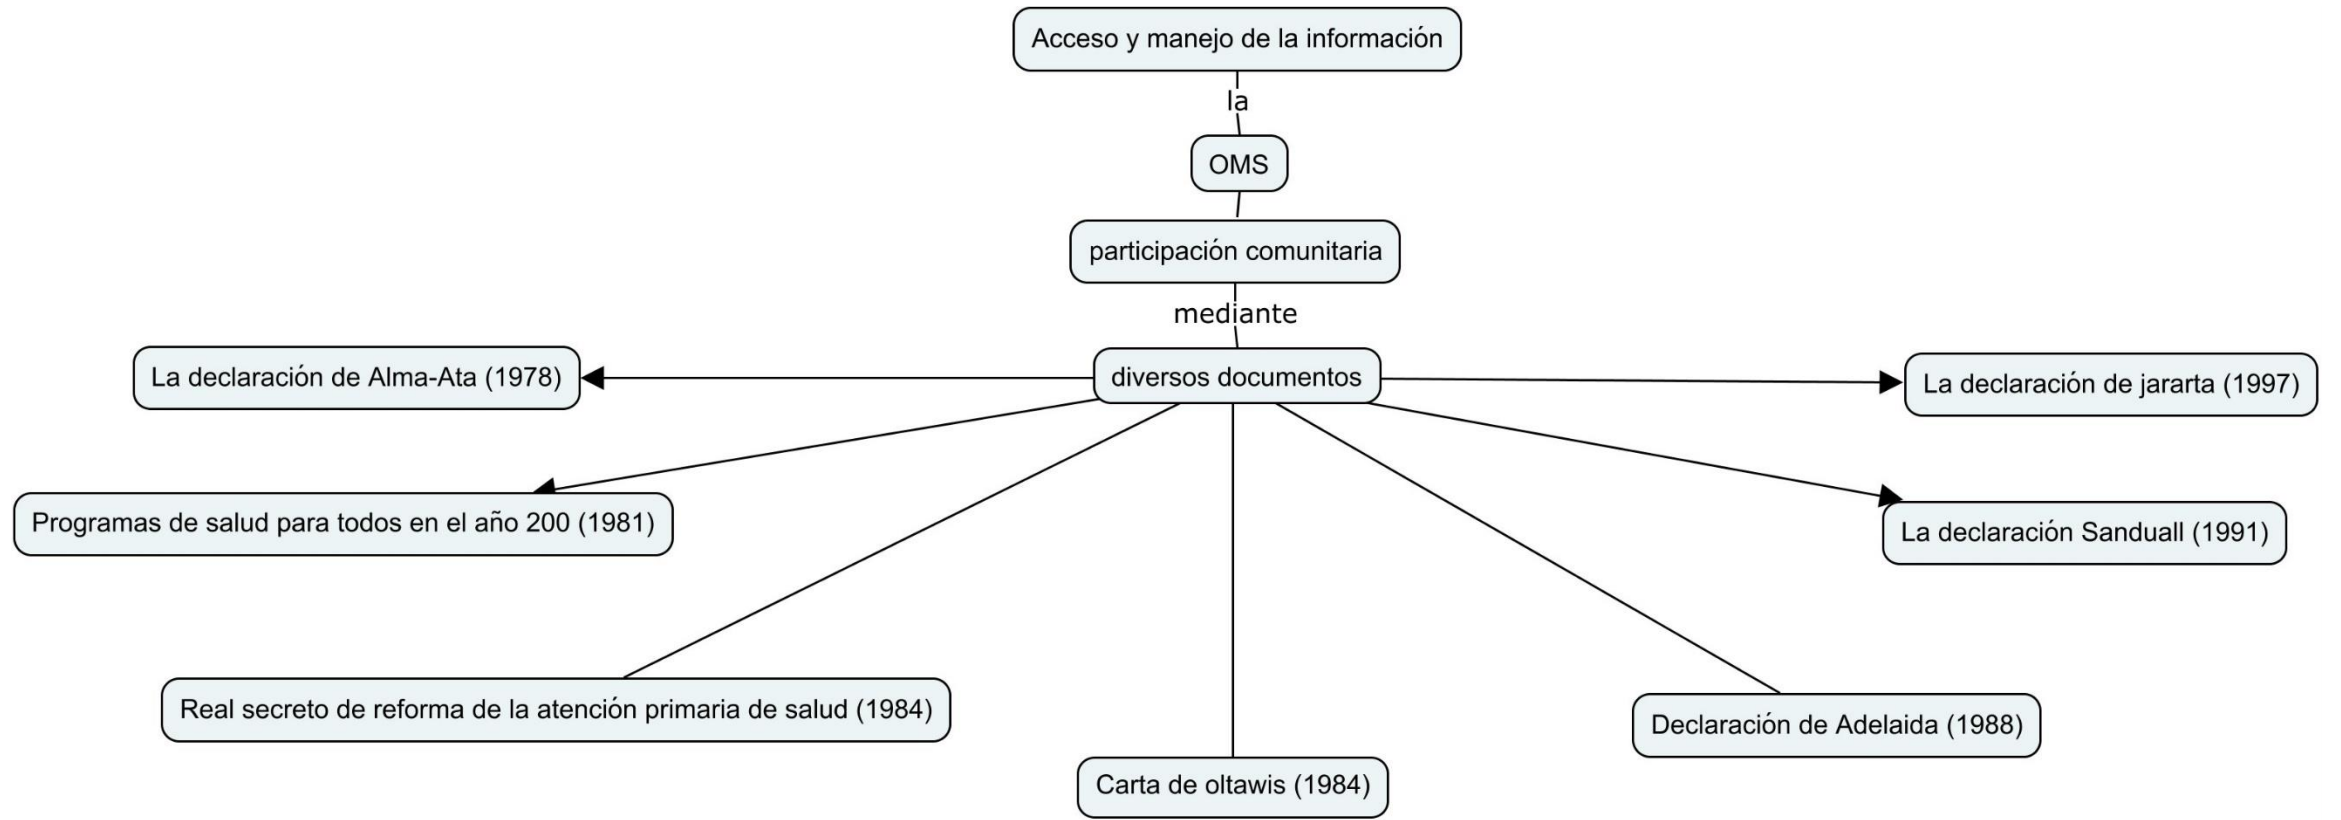 Acceso y manejo de la información
la
OMS
participación comunitaria
mediante
diversos documentos
La declaración de Alma-Ata (1978)
La declaración de jararta (1997)
Programas de salud para todos en el año 200 (1981)
La declaración Sanduall (1991)
Real secreto de reforma de la atención primaria de salud (1984)
Declaración de Adelaida (1988)
Carta de oltawis (1984)